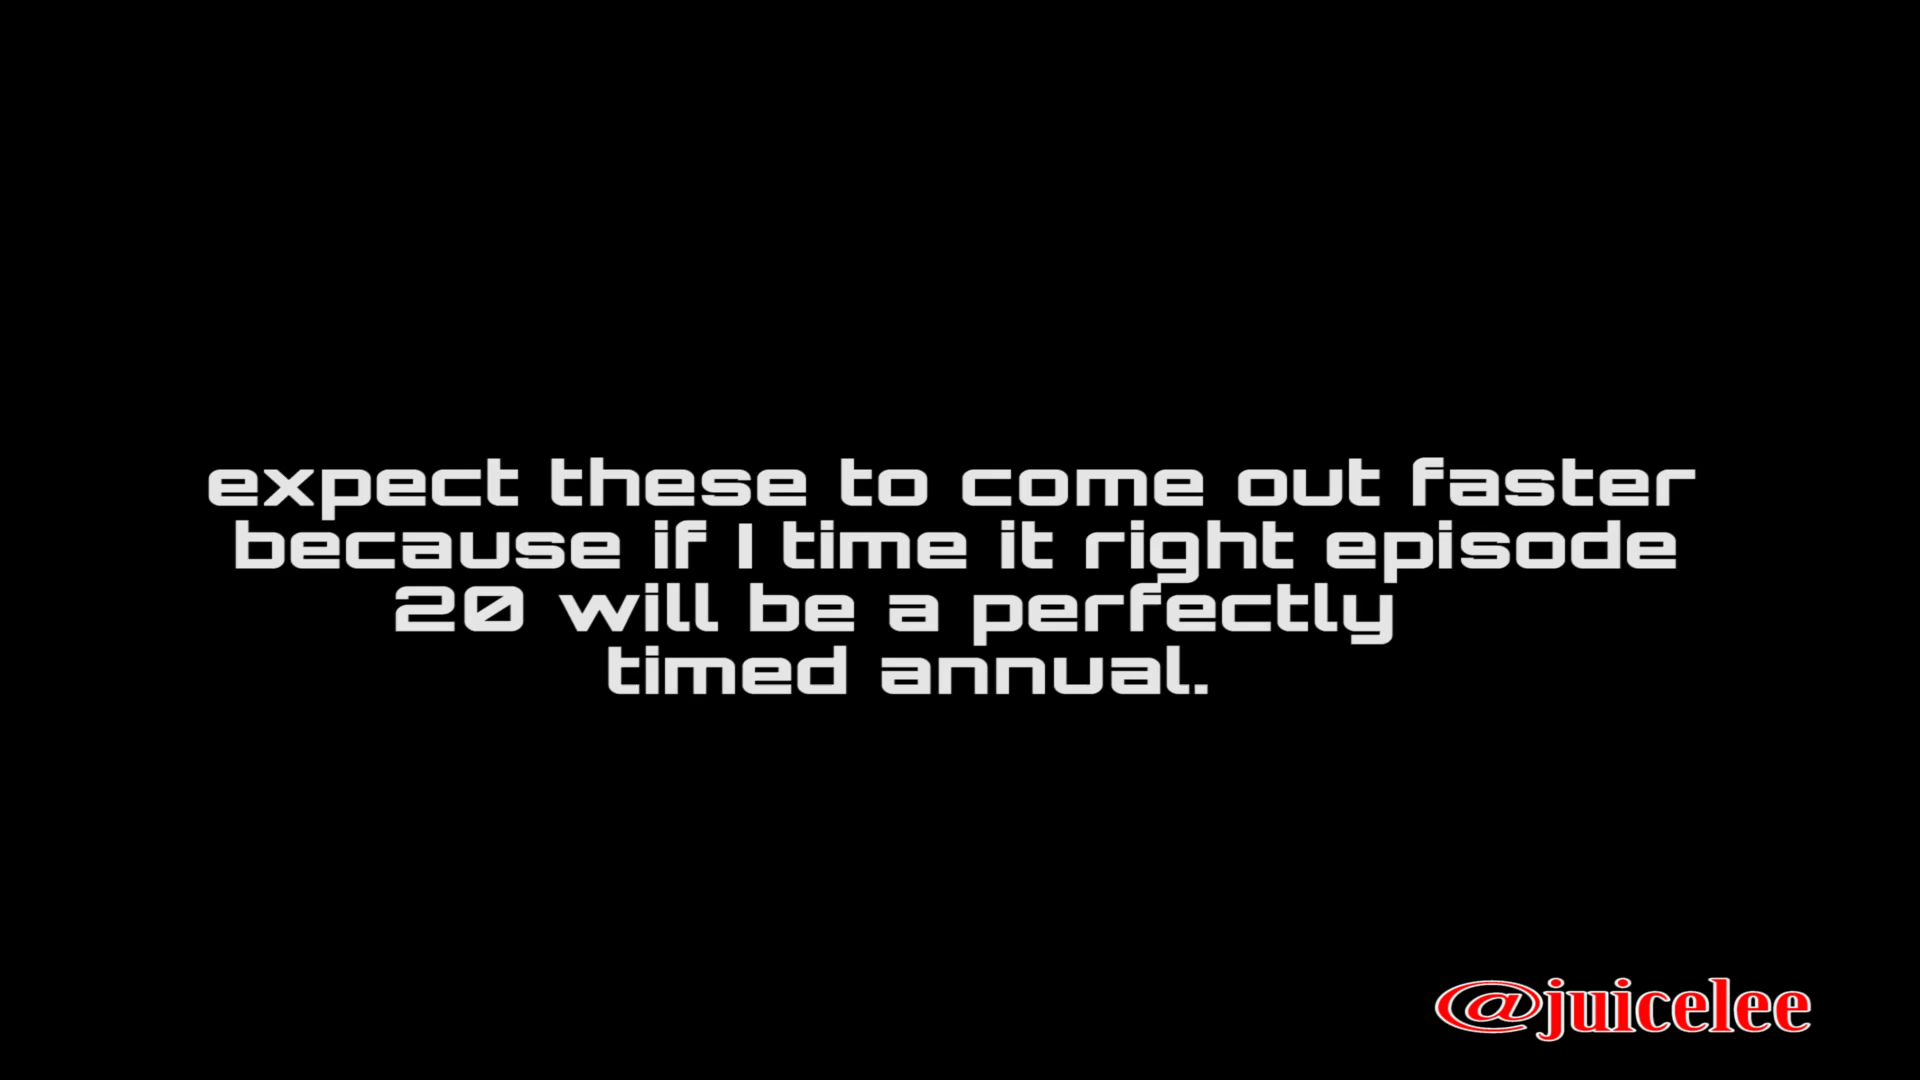 expect these to come out faster
because if I time it right episode
20 will be a perfectly
timed annual.
@juicelee